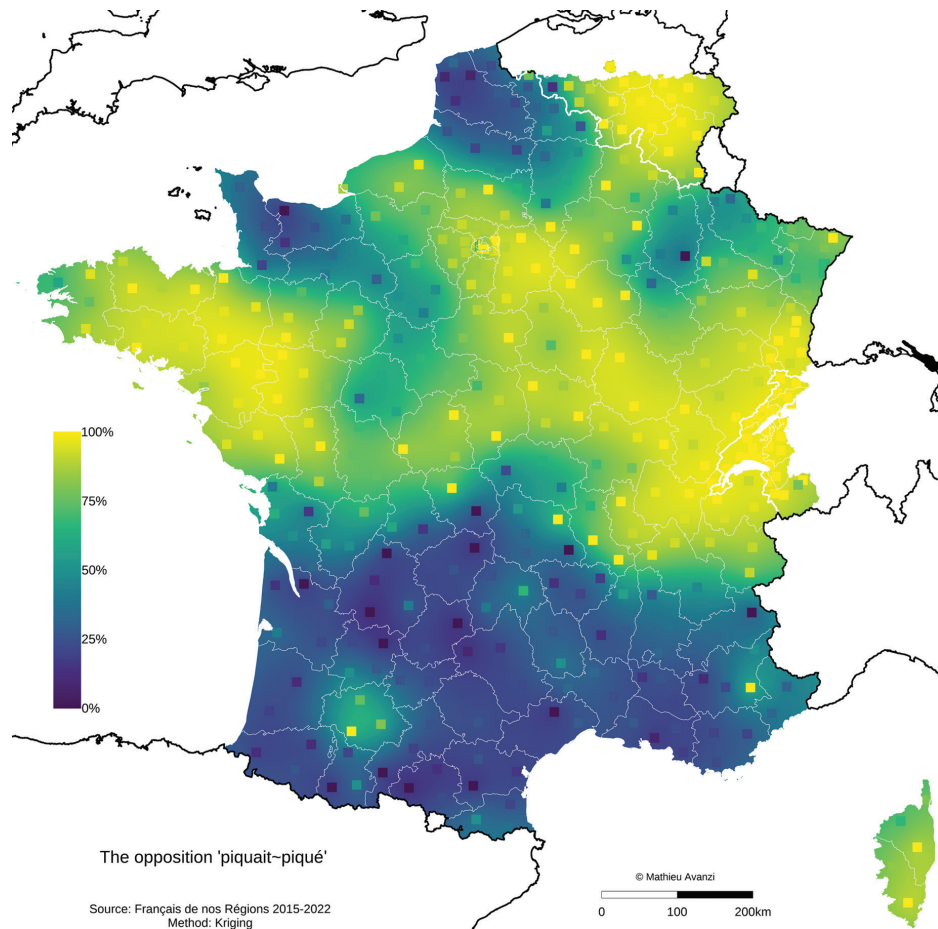 100%
75%
50%
25%
0%
The opposition 'piquait~piqué'
Source: Français de nos Régions 2015-2022
Method: Kriging
© Mathieu Avanzi
0 100 200km